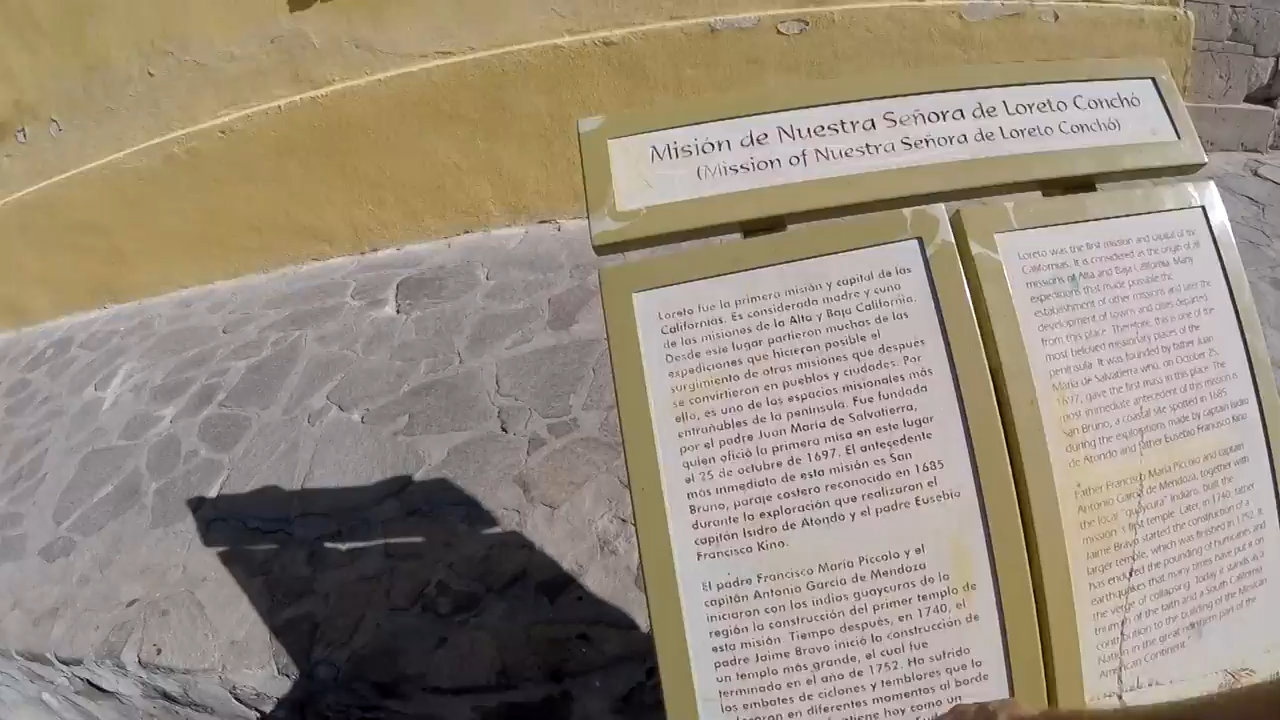 Misión de Nuestra Señora de Loreto Conchó
(Mission of Nuestra Señora de Loreto Conchó)
Loreto fue la primera misión y capital de las
Californias. Es considerada madre y cuna
de las misiones de la Alta y Baja California.
Desde este lugar partieron muchas de las
expediciones que hicieron posible el
surgimiento de otras misiones que después
se convirtieron en pueblos y ciudades. Por
ello, es uno de los espacios misionales más
entrañables de la península. Fue fundada
por el padre Juan María de Salvatierra,
quien ofició la primera misa en este lugar
el 25 de octubre de 1697. El antecedente
más inmediato de esta misión es San
Bruno, paraje costero reconocido en 1685
durante la exploración que realizaran el
capitán Isidro de Atondo y el padre Eusebio
Francisco Kino.
El padre Francisco María Piccolo y el
capitán Antonio García de Mendoza
iniciaron con los indios guaycuras de la
región la construcción del primer templo de
esta misión. Tiempo después, en 1740, el
padre Jaime Bravo inició la construcción de
un templo más grande, el cual fue
terminado en el año de 1752. Ha sufrido
los embates de ciclones y temblores que lo
en diferentes momentos al borde
hoy como un
Loreto was the first mission and capital of the
Californias. It is considered as the origin of all
missions of Alta and Baja California. Many
expeditions that made possible the
establishment of other missions and later the
development of towns and cities departed
from this place. Therefore, this is one of the
most beloved missionary places of the
peninsula. It was founded by father Juan
María de Salvatierra who, on October 25,
1697, gave the first mass in this place. The
most immediate antecedent of this mission is
San Bruno, a coastal site spotted in 1685
during the explorations made by captain Isidro
de Atondo and father Eusebio Francisco Kino
Father Francisco María Piccolo and captain
Antonio García de Mendoza, together with
the local "guaycura" indians, built the
mission's first temple. Later, in 1740, father
Jaime Bravo started the construction of a
larger temple, which was finished in 1752. It
has endured the pounding of hurricanes and
earthquakes that many times have put it on
the verge of collapsing. Today it stands as a
triumph of the faith and a South California
contribution to the building of the Mexican
Nation in the great northern part of the
American Continent.